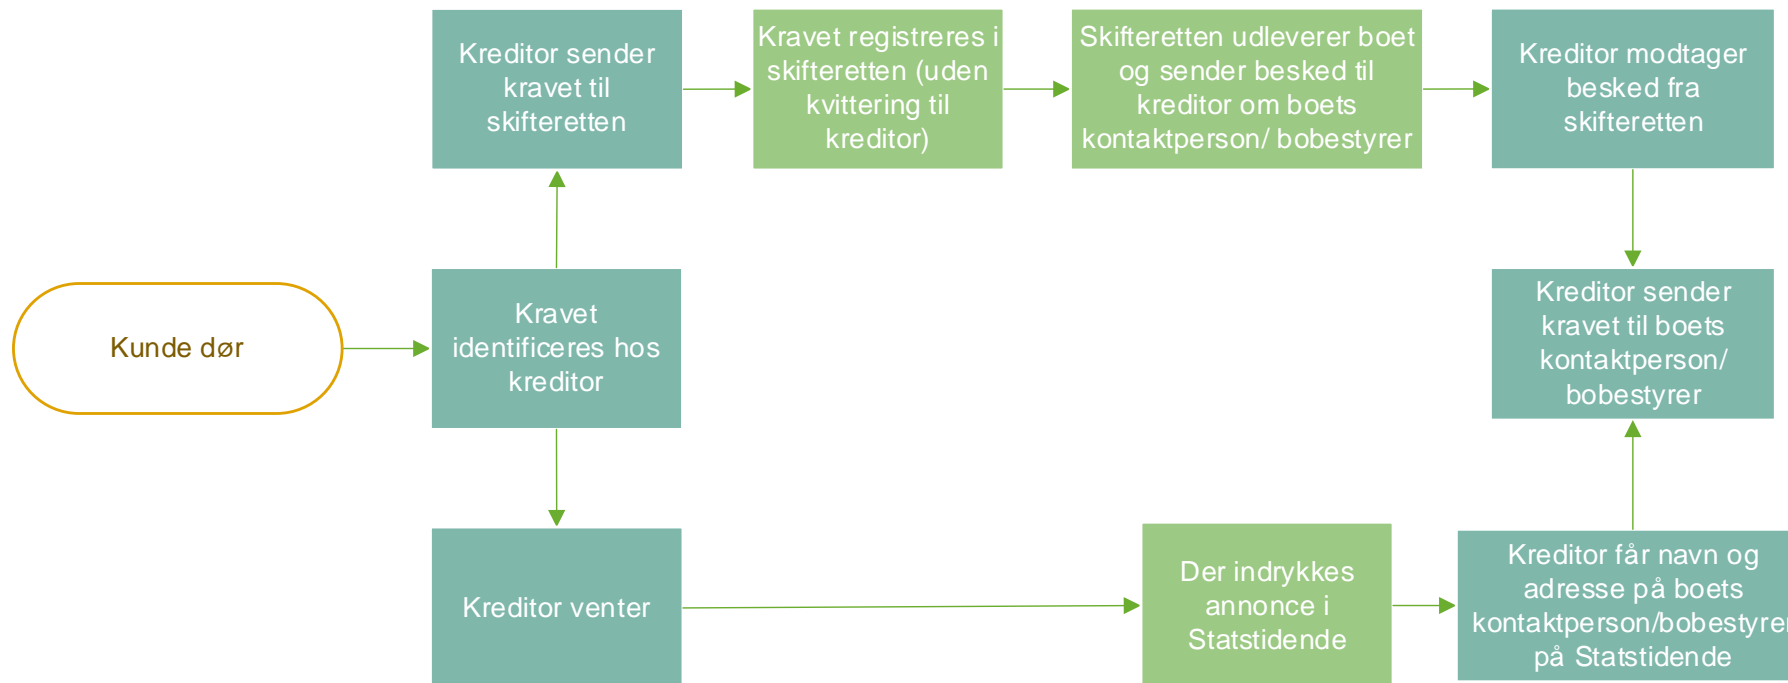 Kunde dør
Kravet
identificeres hos
kreditor
Kreditor sender
kravet til
skifteretten
Kravet registreres i
skifteretten (uden
kvittering til
kreditor)
Skifteretten udleverer boet
og sender besked til
kreditor om boets
kontaktperson/ bobestyrer
Kreditor modtager
besked fra
skifteretten
Kreditor sender
kravet til boets
kontaktperson/
bobestyrer
Kreditor venter
Der indrykkes
annonce i
Statstidende
Kreditor får navn og
adresse på boets
kontaktperson/bobestyrer
på Statstidende